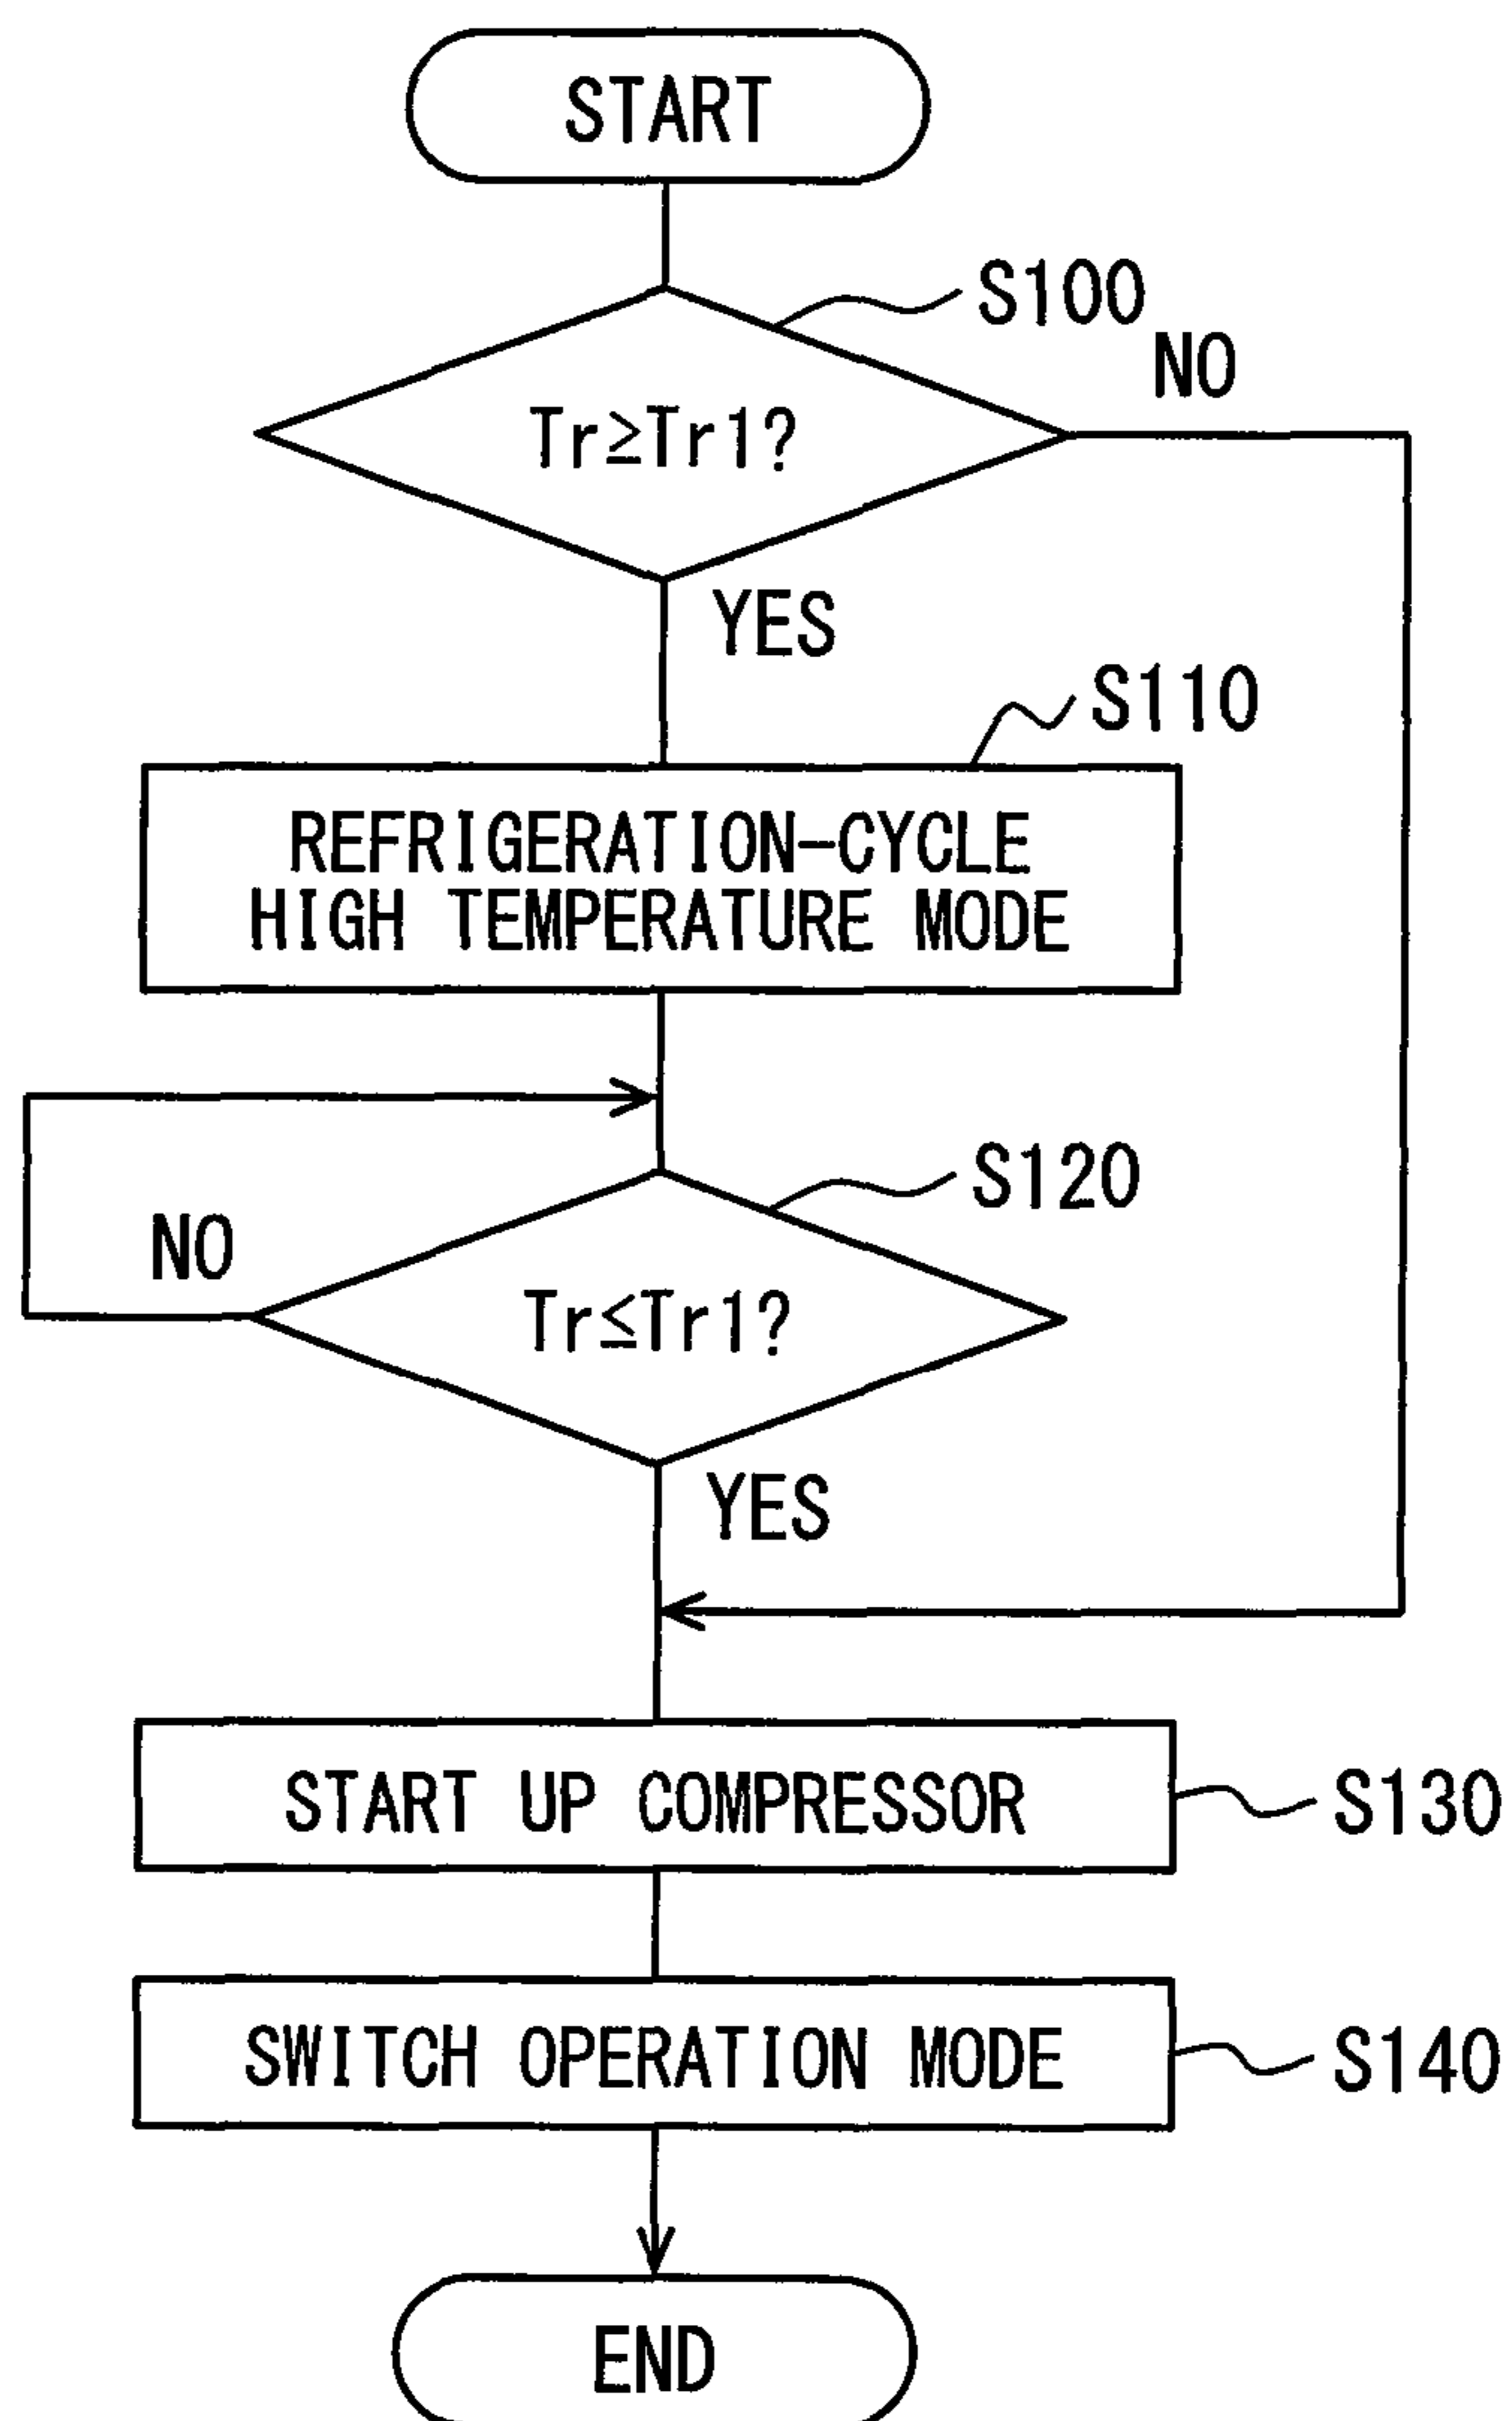 START
S100
NO
Tr≥Tr1?
YES
S110
REFRIGERATION-CYCLE
HIGH TEMPERATURE MODE
S120
NO
Tr≤Tr1?
YES
START UP COMPRESSOR
S130
SWITCH OPERATION MODE
S140
END